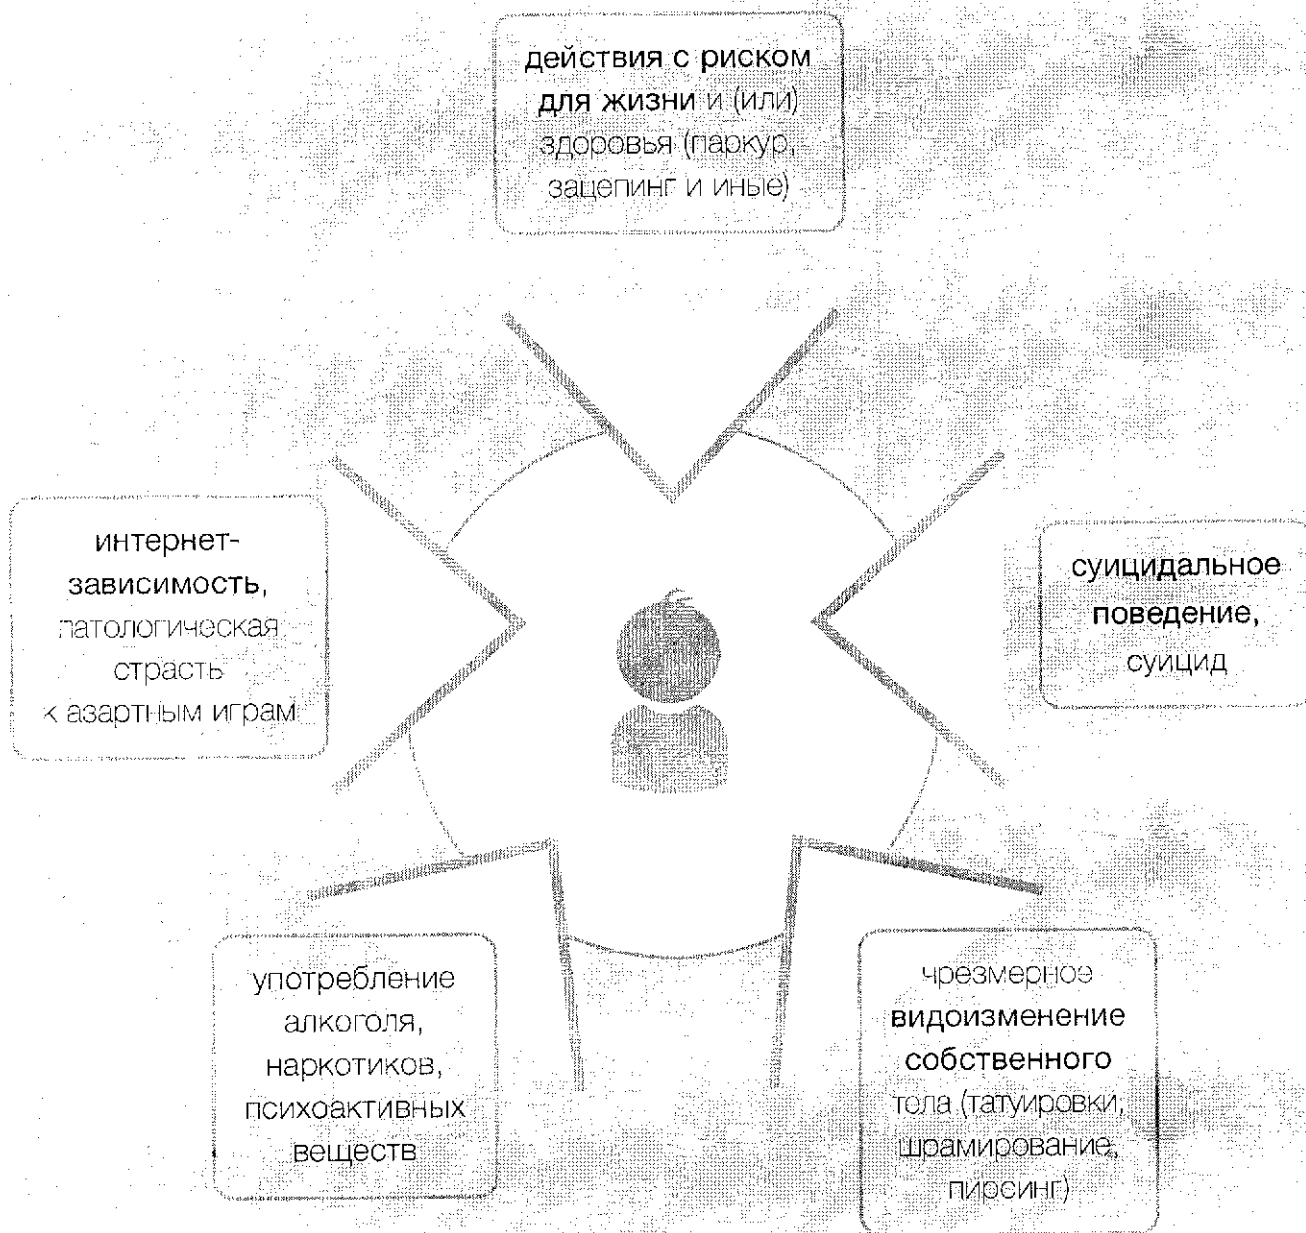 действия с риском
для жизни и (или)
здоровья (паркур,
зацепинг и иные)
интернет-
зависимость,
патологическая
страсть
к азартным играм
суицидальное
поведение,
суицид
употребление
алкоголя,
наркотиков,
психоактивных
веществ
чрезмерное
видоизменение
собственного
тела (татуировки,
шрамирование,
пирсинг)